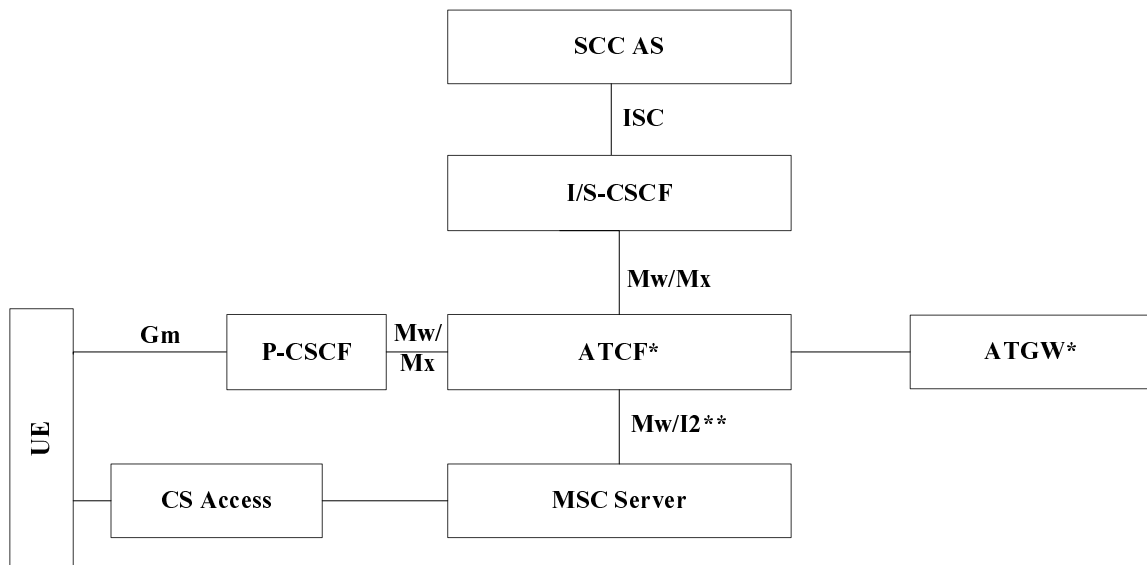 SCC AS
ISC
I/S-CSCF
Mw/Mx
Gm
P-CSCF
Mw/
Mx
ATCF*
ATGW*
Mw/I2**
UE
CS Access
MSC Server